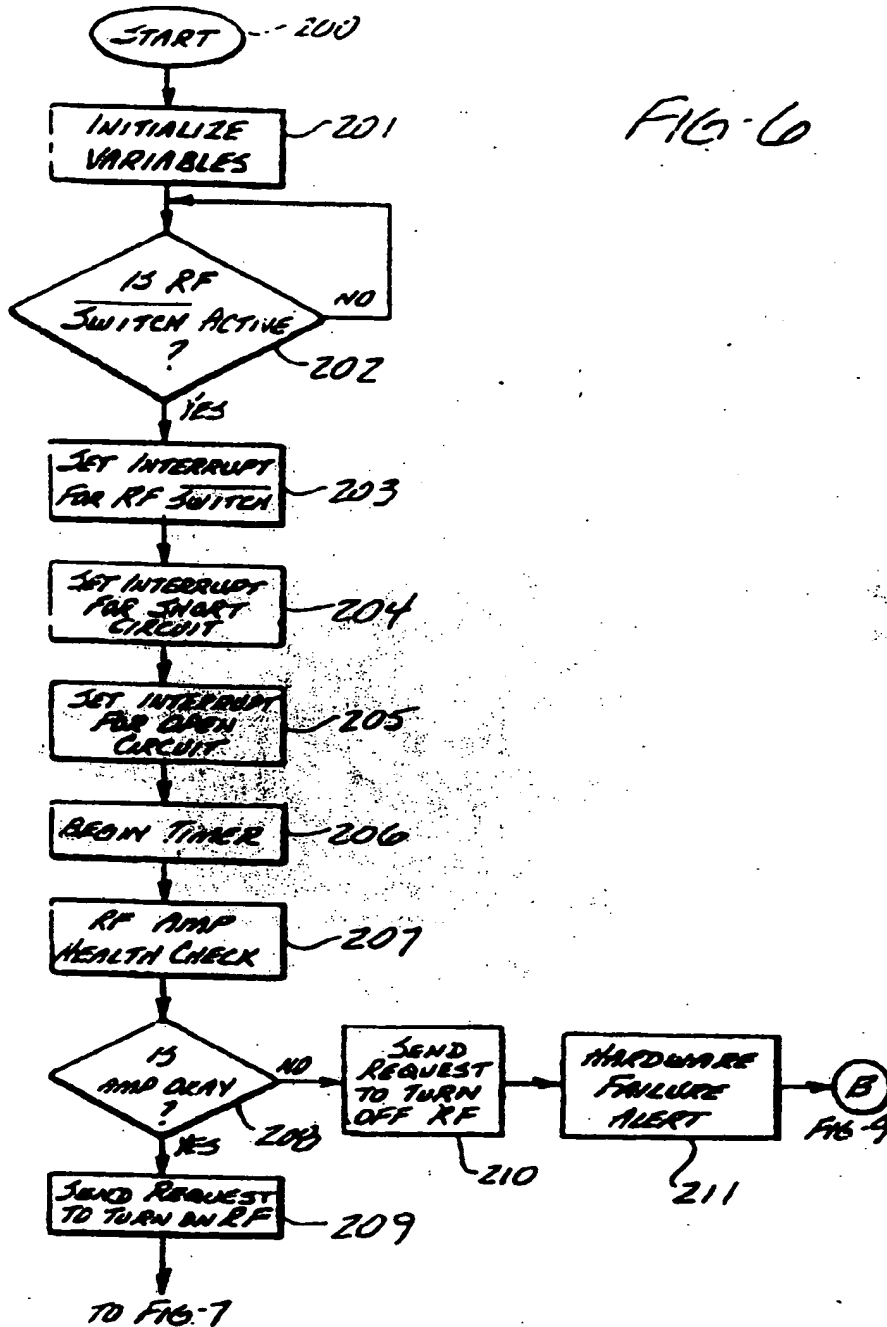 START
200
FIG-6
INITIALIZE
VARIABLES
201
IS RF
SWITCH ACTIVE
?
NO
202
YES
SET INTERRUPT
FOR RF SWITCH
203
SET INTERRUPT
FOR SHORT
CIRCUIT
204
SET INTERRUPT
FOR OPEN
CIRCUIT
205
BEGIN TIMER
206
RF AMP
HEALTH CHECK
207
IS
AMP OKAY
?
NO
208
YES
SEND
REQUEST
TO TURN
OFF RF
210
HARDWARE
FAILURE
ALERT
211
B
FIG-9
SEND REQUEST
TO TURN ON RF
209
TO FIG-7